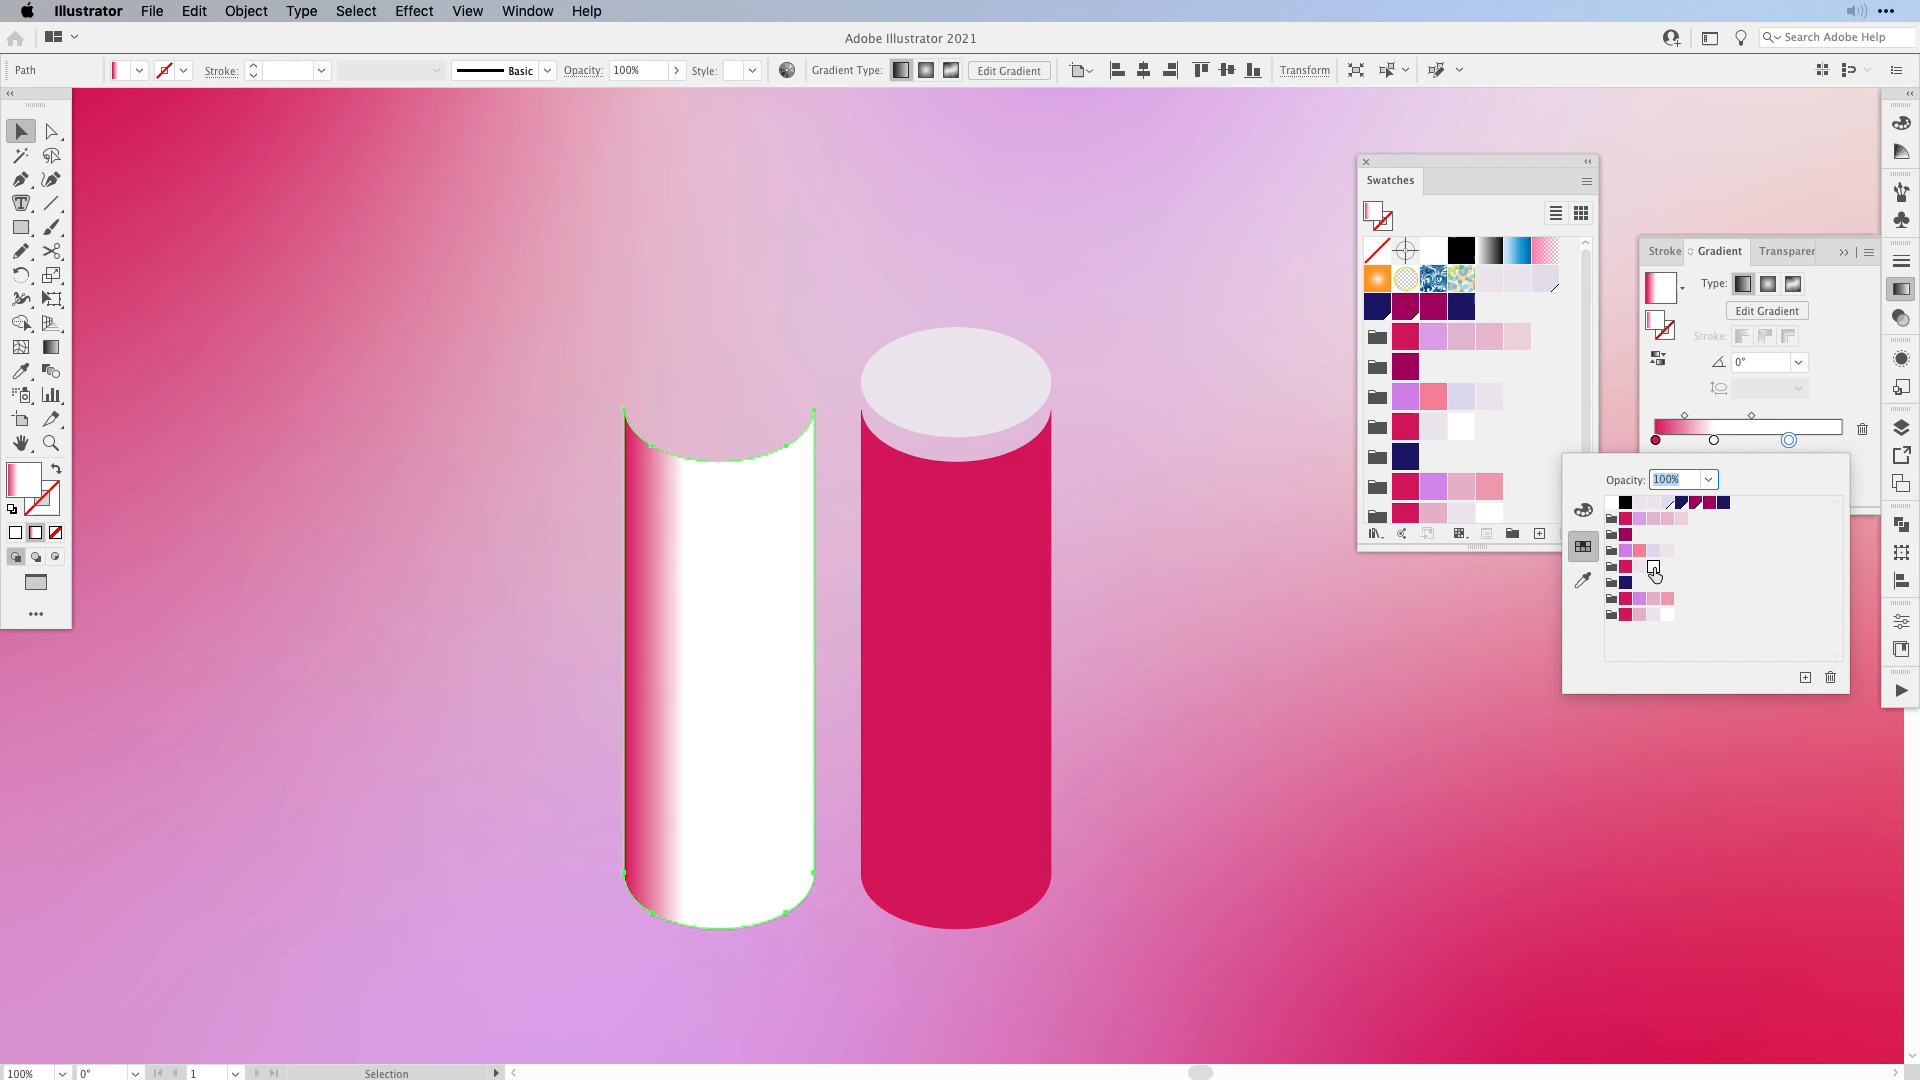 Illustrator File Edit Object Type Select Effect View Window Help
Adobe Illustrator 2021
Search Adobe Help
Path
Stroke:
Basic
Opacity: 100%
Style:
Gradient Type:
Edit Gradient
Transform
Swatches
Stroke Gradient Transparer
Type:
Edit Gradient
Stroke:
0°
Opacity: 100%
100% 0° 1 Selection